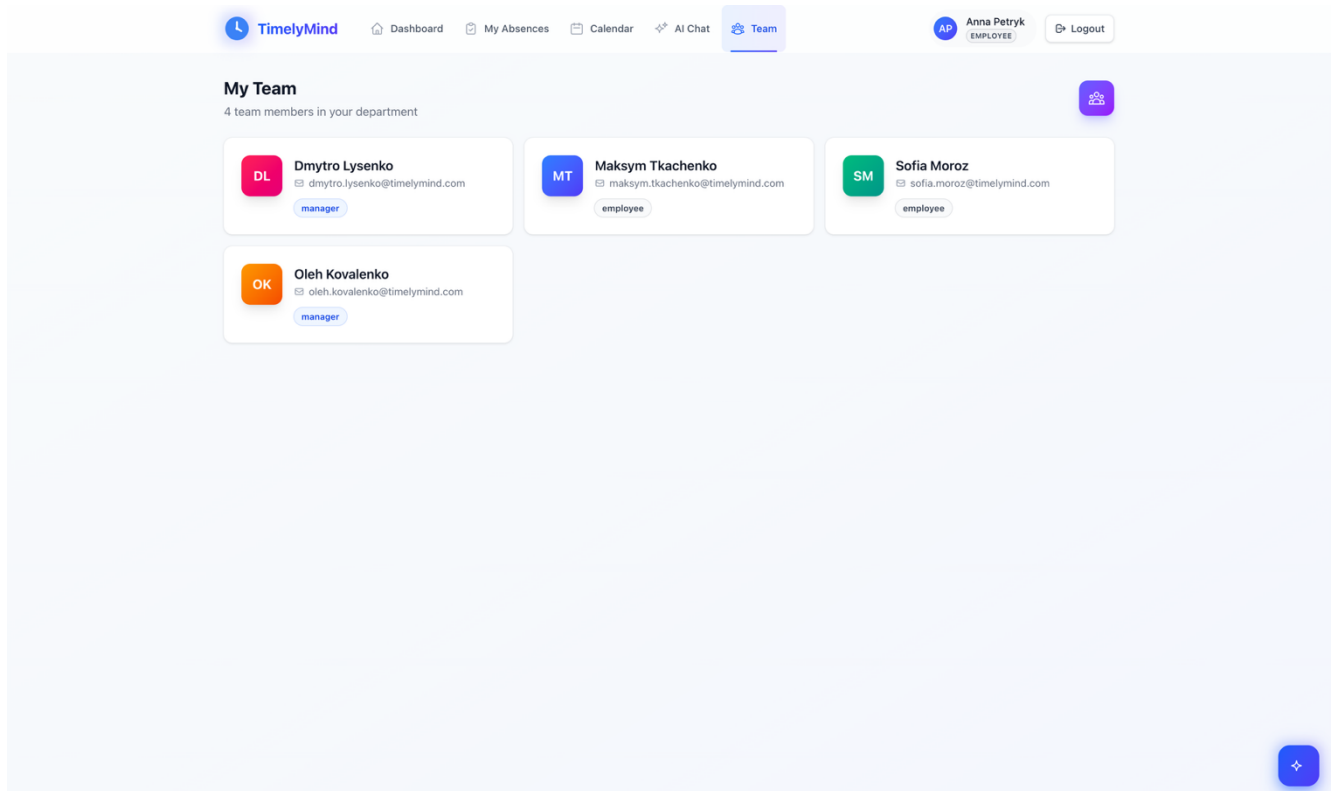 TimelyMind
Dashboard
My Absences
Calendar
AI Chat
Team
AP
Anna Petryk
EMPLOYEE
Logout
My Team
4 team members in your department
DL
Dmytro Lysenko
dmytro.lysenko@timelymind.com
manager
MT
Maksym Tkachenko
maksym.tkachenko@timelymind.com
employee
SM
Sofia Moroz
sofia.moroz@timelymind.com
employee
OK
Oleh Kovalenko
oleh.kovalenko@timelymind.com
manager